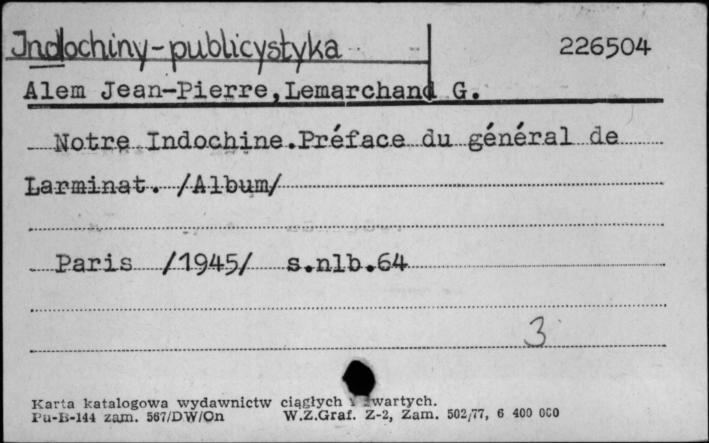 Indochiny-publicystyka 226504
Alem Jean-Pierre,Lemarchand G.
Notre Indochine.Préface du général de
Larminat. /Album/
Paris /1945/ s.nlb.64
3
Karta katalogowa wydawnictw ciągłych i zwartych.
Pu-B-144 zam. 567/DW/On W.Z.Graf. Z-2, Zam. 502/77, 6 400 000